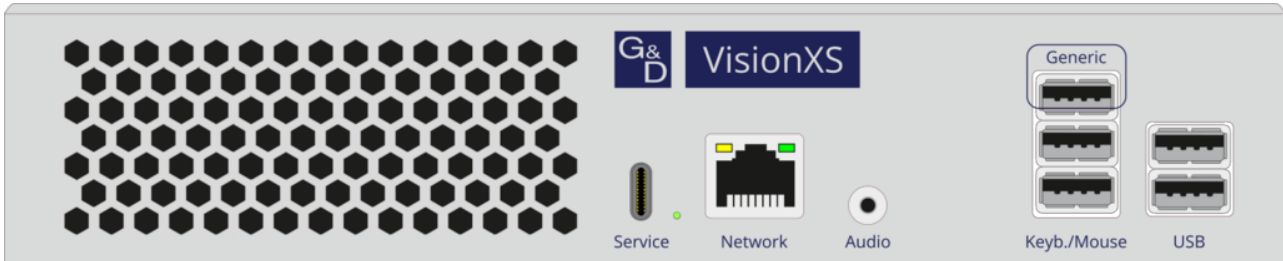 G&D
VisionXS
Generic
Service
Network
Audio
Keyb./Mouse
USB